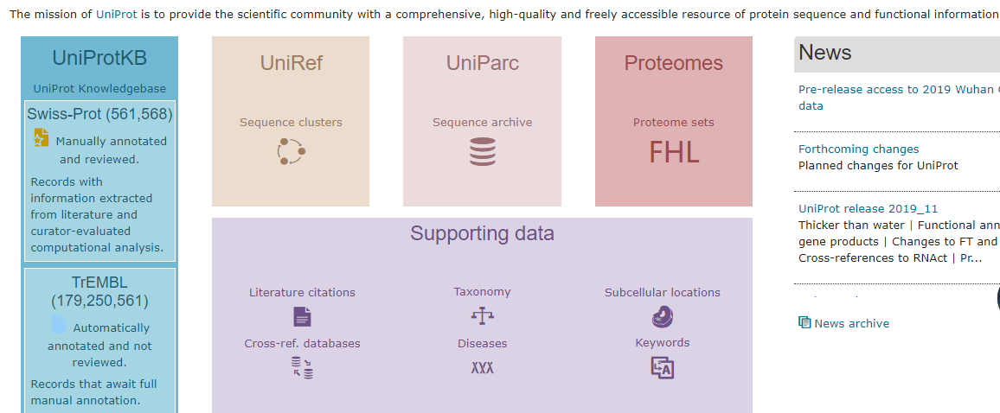 The mission of UniProt is to provide the scientific community with a comprehensive, high-quality and freely accessible resource of protein sequence and functional information
UniProtKB
UniProt Knowledgebase
Swiss-Prot (561,568)
Manually annotated
and reviewed.
Records with
information extracted
from literature and
curator-evaluated
computational analysis.
TrEMBL
(179,250,561)
Automatically
annotated and not
reviewed.
Records that await full
manual annotation.
UniRef
Sequence clusters
UniParc
Sequence archive
Proteomes
Proteome sets
FHL
Supporting data
Literature citations
Taxonomy
Subcellular locations
Cross-ref. databases
Diseases
Keywords
XXX
A
News
Pre-release access to 2019 Wuhan
data
Forthcoming changes
Planned changes for UniProt
UniProt release 2019_11
Thicker than water | Functional ann
gene products | Changes to FT and
Cross-references to RNAct | Pr...
News archive